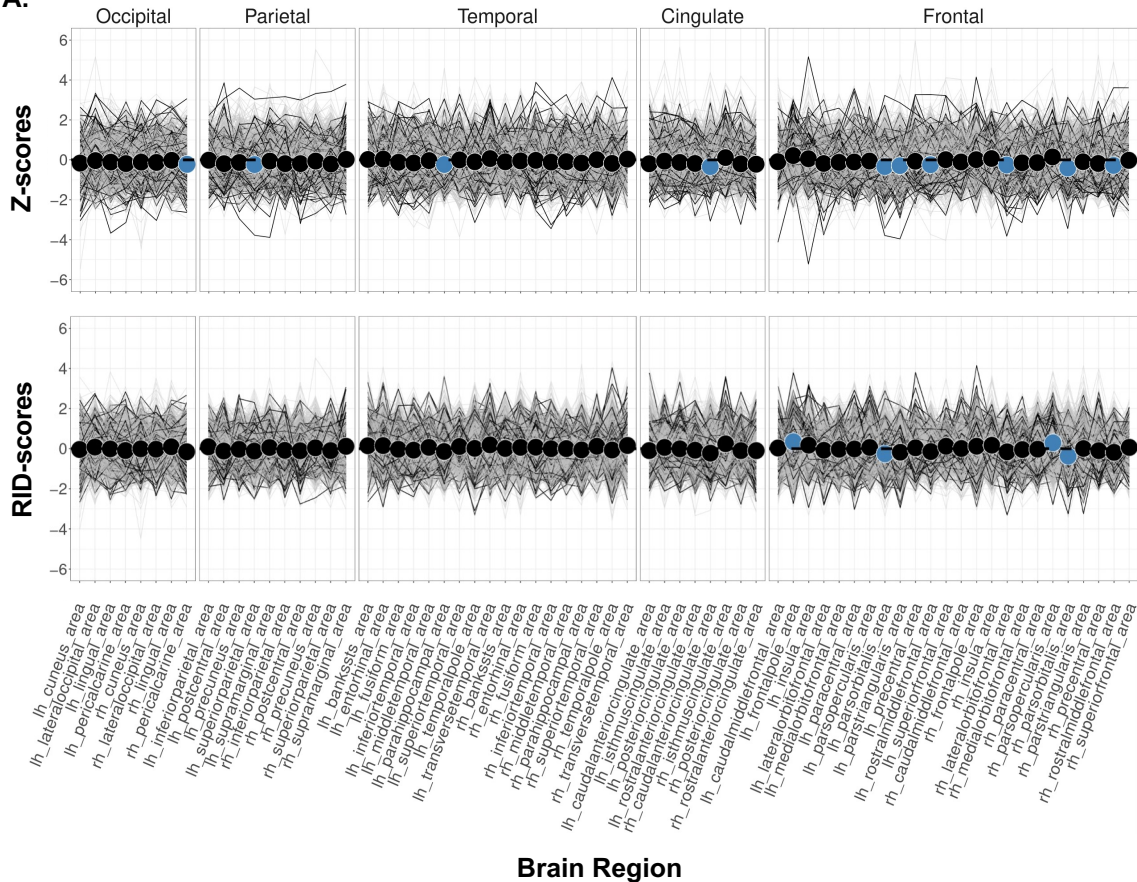 A.
Occipital
Parietal
Temporal
Cingulate
Frontal
Z-scores
6
4
2
0
−2
−4
−6
RID-scores
6
4
2
0
−2
−4
−6
lh_cuneus_area
lh_lateraloccipital_area
lh_lingual_area
lh_pericalcarine_area
rh_cuneus_area
rh_lateraloccipital_area
rh_lingual_area
rh_pericalcarine_area
lh_inferiorparietal_area
lh_postcentral_area
lh_precuneus_area
lh_superiorparietal_area
lh_supramarginal_area
rh_inferiorparietal_area
rh_postcentral_area
rh_precuneus_area
rh_superiorparietal_area
rh_supramarginal_area
lh_bankssts_area
lh_entorhinal_area
lh_fusiform_area
lh_inferiortemporal_area
lh_middletemporal_area
lh_parahippocampal_area
lh_superiortemporal_area
lh_temporalpole_area
lh_transversetemporal_area
rh_bankssts_area
rh_entorhinal_area
rh_fusiform_area
rh_inferiortemporal_area
rh_middletemporal_area
rh_parahippocampal_area
rh_superiortemporal_area
rh_temporalpole_area
rh_transversetemporal_area
lh_caudalanteriorcingulate_area
lh_isthmuscingulate_area
lh_posteriorcingulate_area
lh_rostralanteriorcingulate_area
rh_caudalanteriorcingulate_area
rh_isthmuscingulate_area
rh_posteriorcingulate_area
rh_rostralanteriorcingulate_area
lh_caudalmiddlefrontal_area
lh_frontalpole_area
lh_insula_area
lh_lateralorbitofrontal_area
lh_medialorbitofrontal_area
lh_paracentral_area
lh_parsopercularis_area
lh_parsorbitalis_area
lh_parstriangularis_area
lh_precentral_area
lh_rostralmiddlefrontal_area
lh_superiorfrontal_area
rh_caudalmiddlefrontal_area
rh_frontalpole_area
rh_insula_area
rh_lateralorbitofrontal_area
rh_medialorbitofrontal_area
rh_paracentral_area
rh_parsopercularis_area
rh_parsorbitalis_area
rh_parstriangularis_area
rh_precentral_area
rh_rostralmiddlefrontal_area
rh_superiorfrontal_area
Brain Region